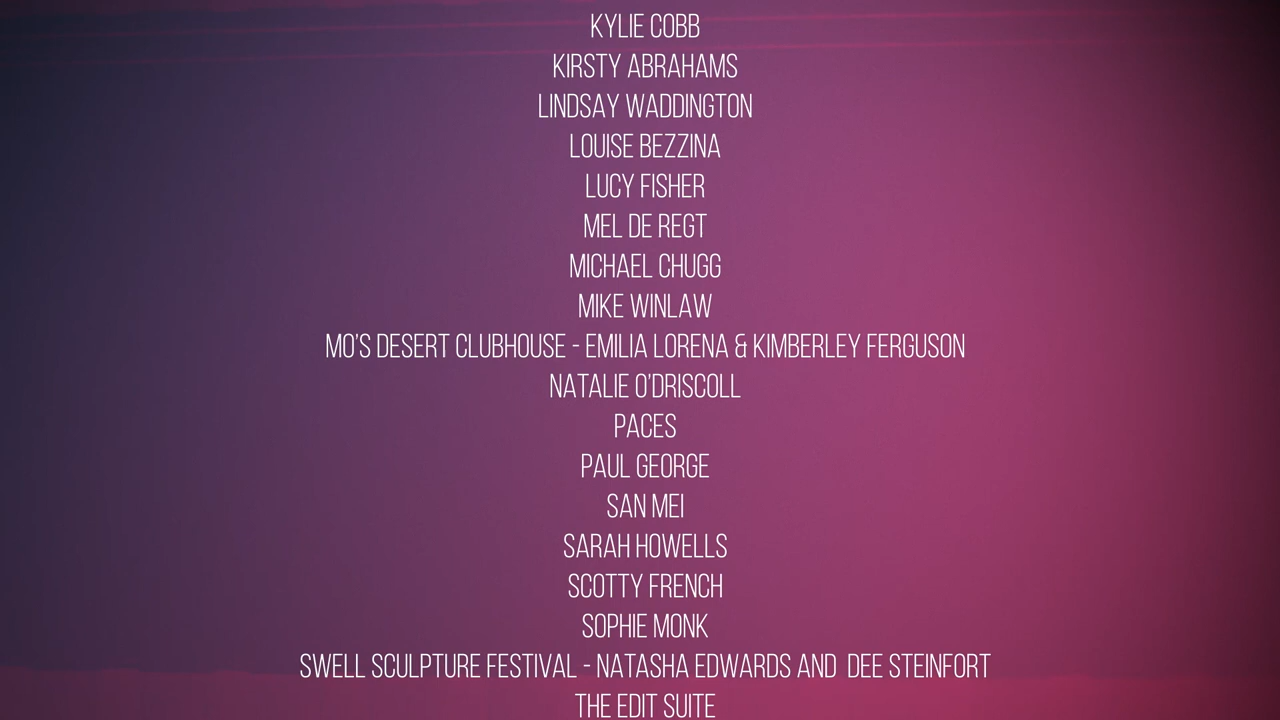 KYLIE COBB
KIRSTY ABRAHAMS
LINDSAY WADDINGTON
LOUISE BEZZINA
LUCY FISHER
MEL DE REGT
MICHAEL CHUGG
MIKE WINLAW
MO'S DESERT CLUBHOUSE - EMILIA LORENA & KIMBERLEY FERGUSON
NATALIE O'DRISCOLL
PACES
PAUL GEORGE
SAN MEI
SARAH HOWELLS
SCOTTY FRENCH
SOPHIE MONK
SWELL SCULPTURE FESTIVAL - NATASHA EDWARDS AND  DEE STEINFORT
THE EDIT SUITE